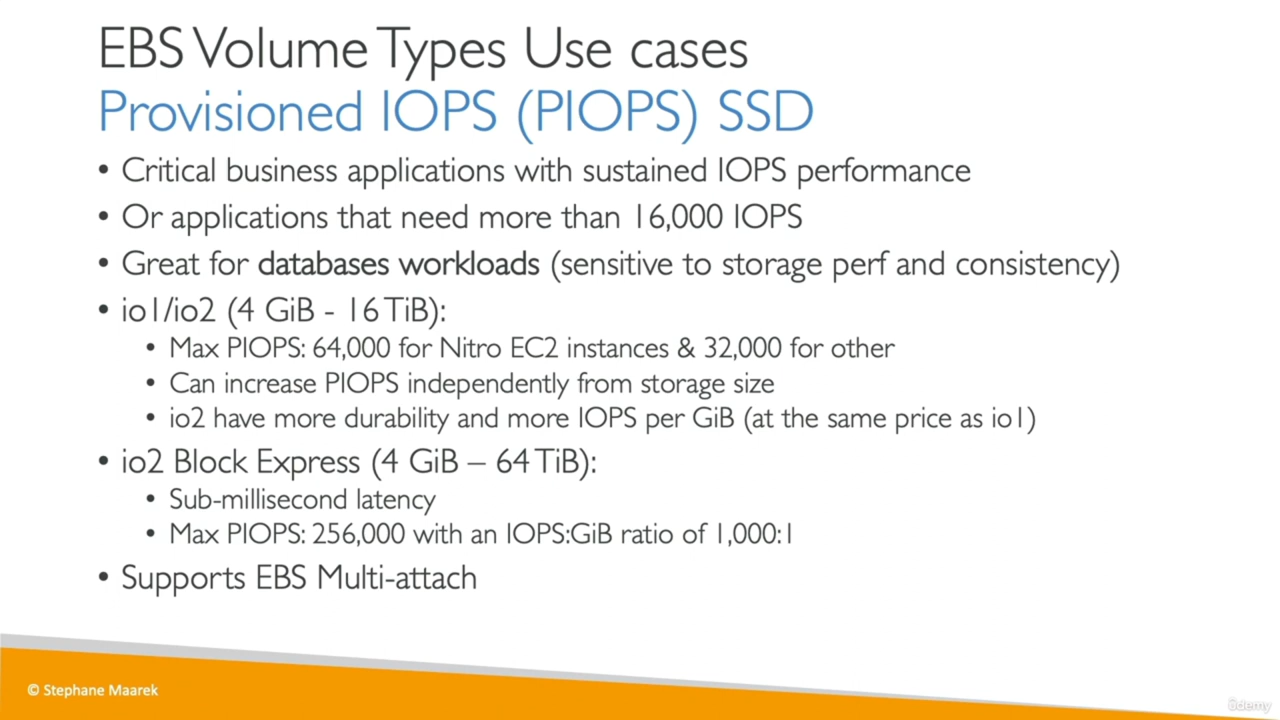 EBS Volume Types Use cases
Provisioned IOPS (PIOPS) SSD
• Critical business applications with sustained IOPS performance
• Or applications that need more than 16,000 IOPS
• Great for databases workloads (sensitive to storage perf and consistency)
• io1/io2 (4 GiB - 16 TiB):
• Max PIOPS: 64,000 for Nitro EC2 instances & 32,000 for other
• Can increase PIOPS independently from storage size
• io2 have more durability and more IOPS per GiB (at the same price as io1)
• io2 Block Express (4 GiB – 64 TiB):
• Sub-millisecond latency
• Max PIOPS: 256,000 with an IOPS:GiB ratio of 1,000:1
• Supports EBS Multi-attach
© Stephane Maarek
ûdemy